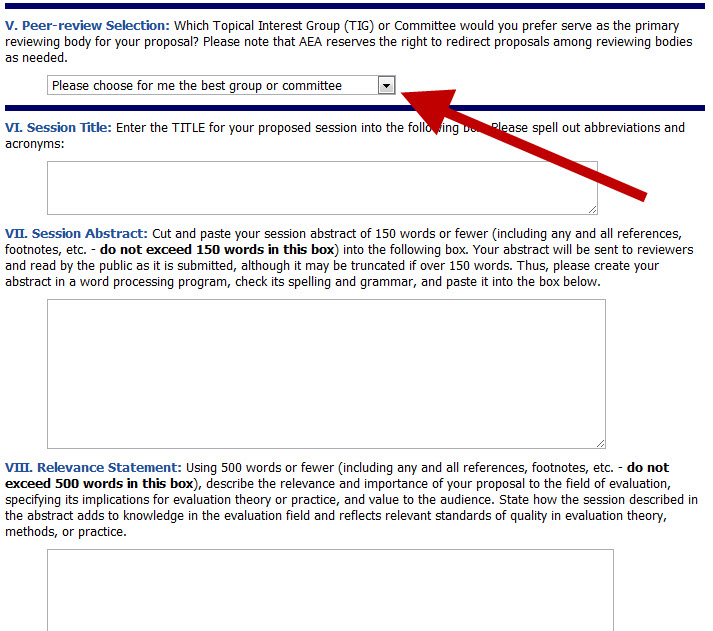 V. Peer-review Selection: Which Topical Interest Group (TIG) or Committee would you prefer serve as the primary
reviewing body for your proposal? Please note that AEA reserves the right to redirect proposals among reviewing bodies
as needed.
Please choose for me the best group or committee
VI. Session Title: Enter the TITLE for your proposed session into the following Please spell out abbreviations and
acronyms:
VII. Session Abstract: Cut and paste your session abstract of 150 words or fewer (including any and all references,
footnotes, etc. - do not exceed 150 words in this box) into the following box. Your abstract will be sent to reviewers
and read by the public as it is submitted, although it may be truncated if over 150 words. Thus, please create your
abstract in a word processing program, check its spelling and grammar, and paste it into the box below.
VIII. Relevance Statement: Using 500 words or fewer (including any and all references, footnotes, etc. - do not
exceed 500 words in this box), describe the relevance and importance of your proposal to the field of evaluation,
specifying its implications for evaluation theory or practice, and value to the audience. State how the session described in
the abstract adds to knowledge in the evaluation field and reflects relevant standards of quality in evaluation theory,
methods, or practice.